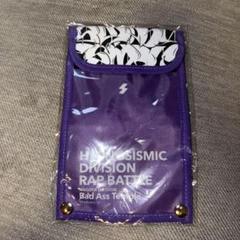 HYPNOSISMIC
DIVISION
RAP BATTLE
Bad Ass Temple